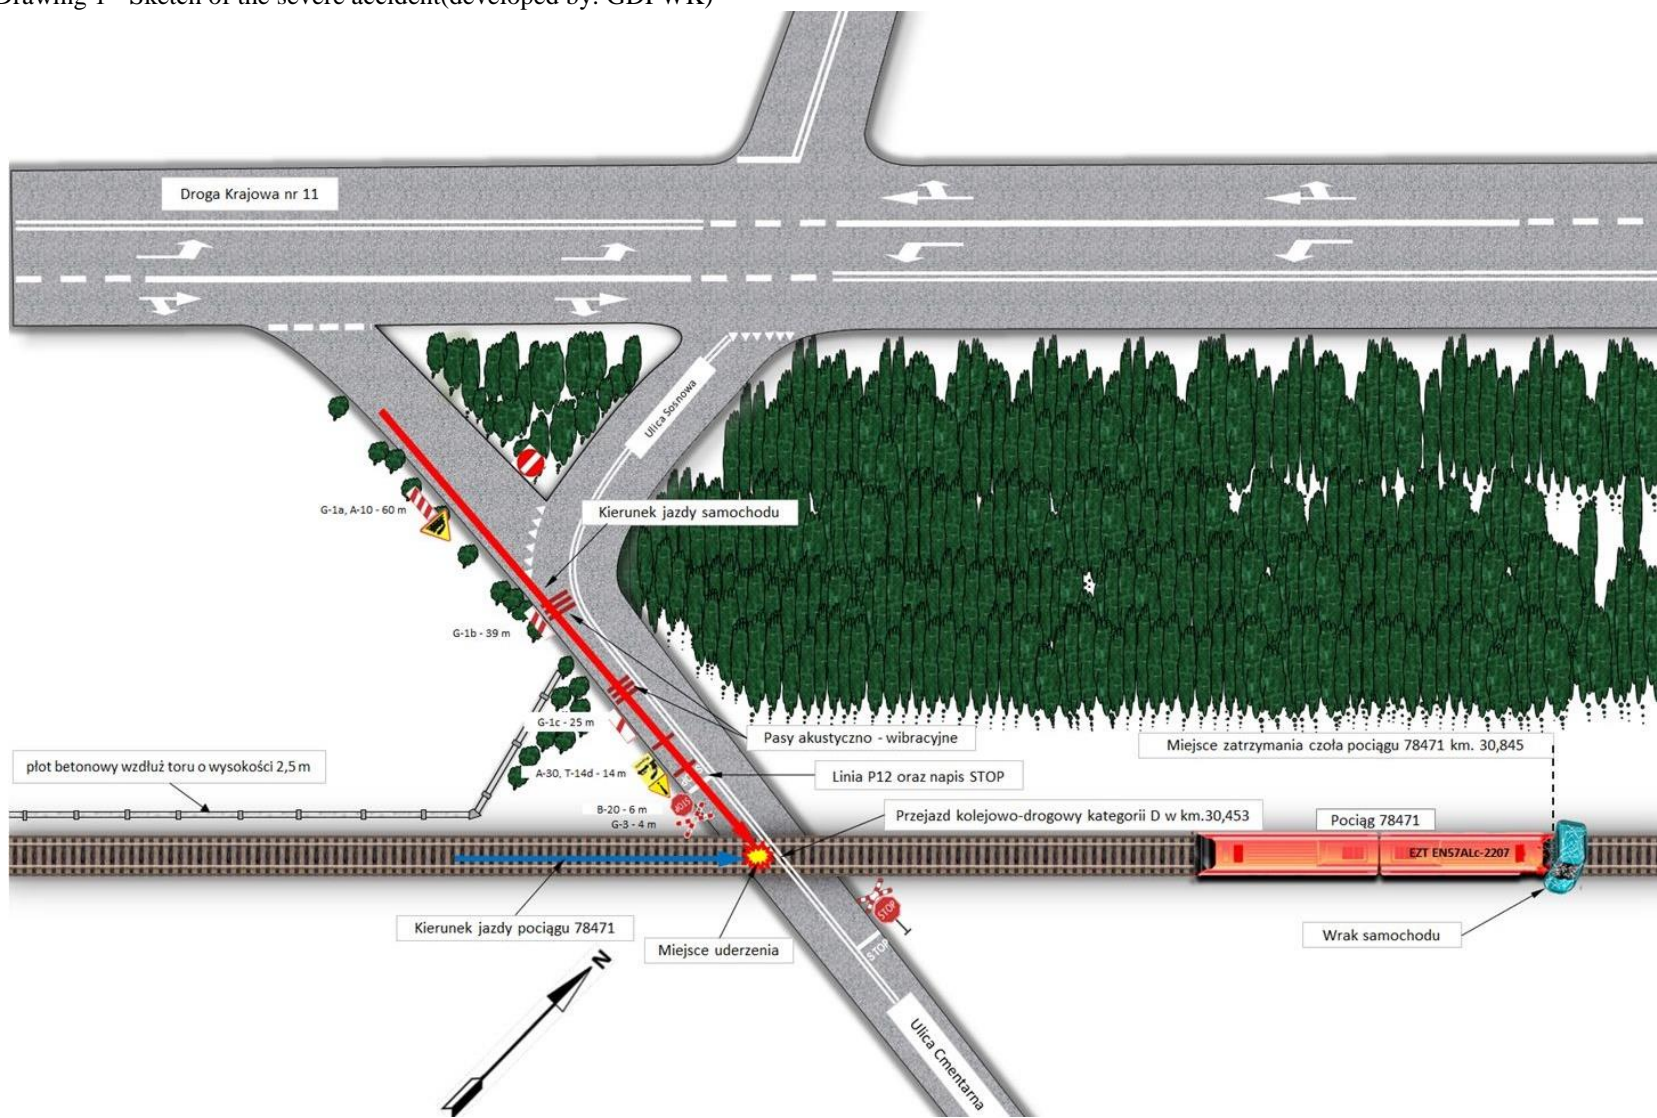 Drawing 1 - Sketch of the severe accident(developed by: GDPWK)
Droga Krajowa nr 11
Ulica Sosnowa
Kierunek jazdy samochodu
G-1a, A-10 - 60 m
G-1b - 39 m
G-1c - 25 m
Pasy akustyczno - wibracyjne
Miejsce zatrzymania czoła pociągu 78471 km. 30,845
płot betonowy wzdłuż toru o wysokości 2,5 m
A-30, T-14d - 14 m
Linia P12 oraz napis STOP
B-20 - 6 m
G-3 - 4 m
STOP
Przejazd kolejowo-drogowy kategorii D w km.30,453
Pociąg 78471
EZT EN57ALc-2207
Kierunek jazdy pociągu 78471
Miejsce uderzenia
STOP
STOP
Wrak samochodu
N
Ulica Cmentarna